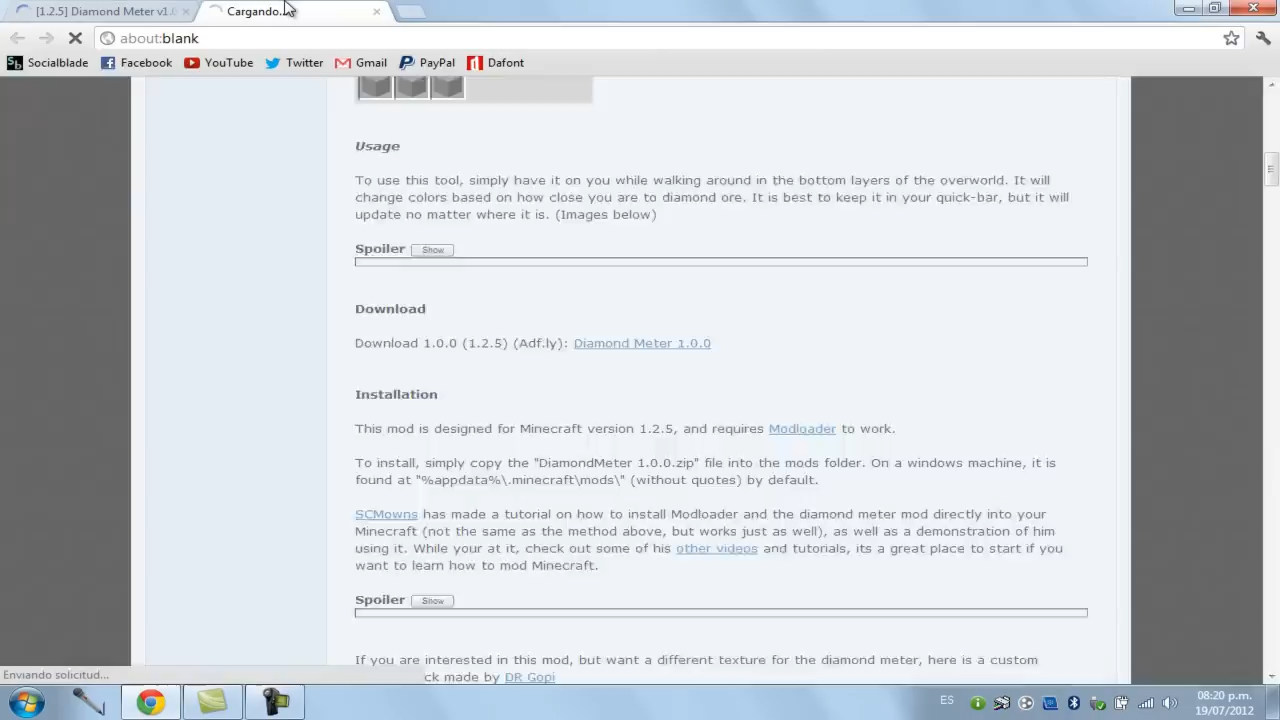 [1.2.5] Diamond Meter v1.0
Cargando...
about:blank
Socialblade
Facebook
YouTube
Twitter
Gmail
PayPal
Dafont
Usage
To use this tool, simply have it on you while walking around in the bottom layers of the overworld. It will
change colors based on how close you are to diamond ore. It is best to keep it in your quick-bar, but it will
update no matter where it is. (Images below)
Spoiler Show
Download
Download 1.0.0 (1.2.5) (Adf.ly): Diamond Meter 1.0.0
Installation
This mod is designed for Minecraft version 1.2.5, and requires Modloader to work.
To install, simply copy the "DiamondMeter 1.0.0.zip" file into the mods folder. On a windows machine, it is
found at "%appdata%\.minecraft\mods\" (without quotes) by default.
SCMowns has made a tutorial on how to install Modloader and the diamond meter mod directly into your
Minecraft (not the same as the method above, but works just as well), as well as a demonstration of him
using it. While your at it, check out some of his other videos and tutorials, its a great place to start if you
want to learn how to mod Minecraft.
Spoiler Show
If you are interested in this mod, but want a different texture for the diamond meter, here is a custom
ck made by DR Gopi
Enviando solicitud...
ES
08:20 p.m.
19/07/2012